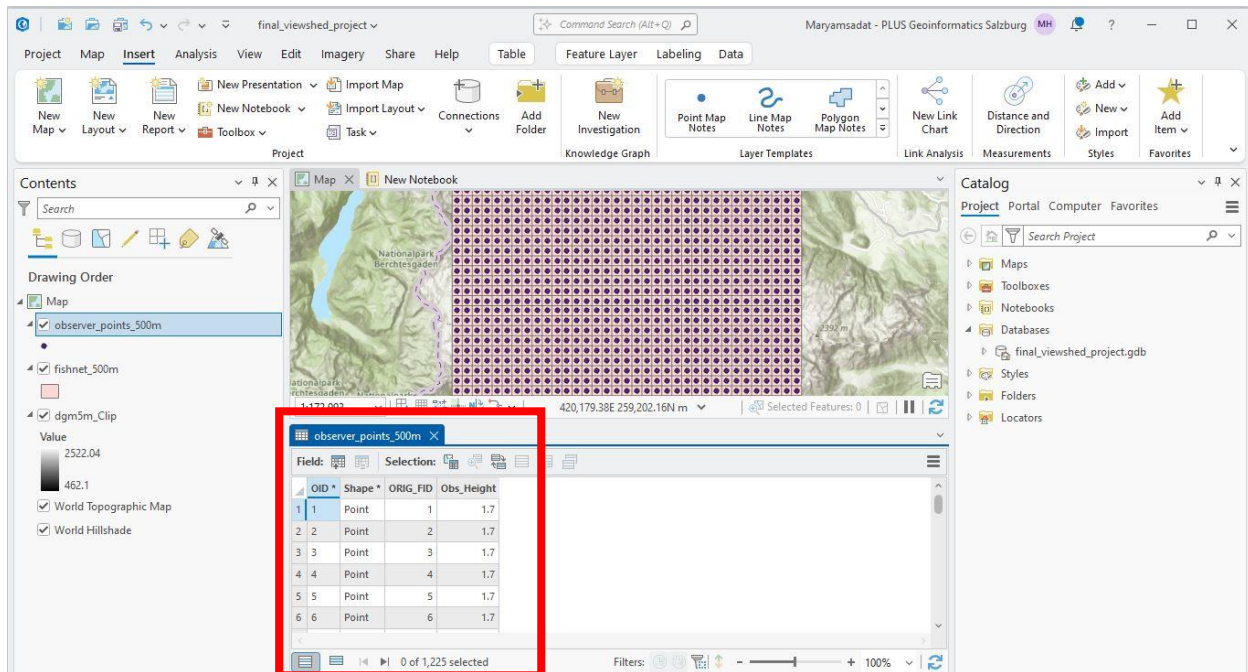 final_viewshed_project
Command Search (Alt+Q)
Maryamsadat - PLUS Geoinformatics Salzburg
MH
?
Project Map Insert Analysis View Edit Imagery Share Help Table Feature Layer Labeling Data
New Map
New Layout
New Report
New Presentation
New Notebook
Toolbox
Import Map
Import Layout
Task
Connections
Add Folder
New Investigation
Point Map Notes
Line Map Notes
Polygon Map Notes
New Link Chart
Distance and Direction
Add
New
Import
Add Item
Project
Knowledge Graph
Layer Templates
Link Analysis
Measurements
Styles
Favorites
Contents
Search
Drawing Order
Map
observer_points_500m
fishnet_500m
dgm5m_Clip
Value
2522.04
462.1
World Topographic Map
World Hillshade
Map
New Notebook
Nationalpark
Berchtesgaden
2392 m
420,179.38E 259,202.16N m
Selected Features: 0
observer_points_500m
Field:
Selection:
OID * Shape * ORIG_FID Obs_Height
1 1 Point 1 1.7
2 2 Point 2 1.7
3 3 Point 3 1.7
4 4 Point 4 1.7
5 5 Point 5 1.7
6 6 Point 6 1.7
0 of 1,225 selected
Filters:
100%
Catalog
Project Portal Computer Favorites
Search Project
Maps
Toolboxes
Notebooks
Databases
final_viewshed_project.gdb
Styles
Folders
Locators